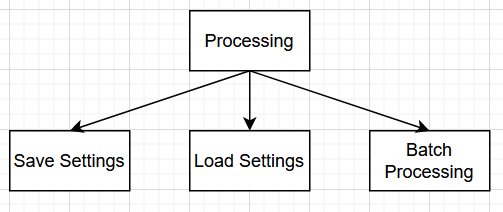 Processing
Save Settings
Load Settings
Batch
Processing